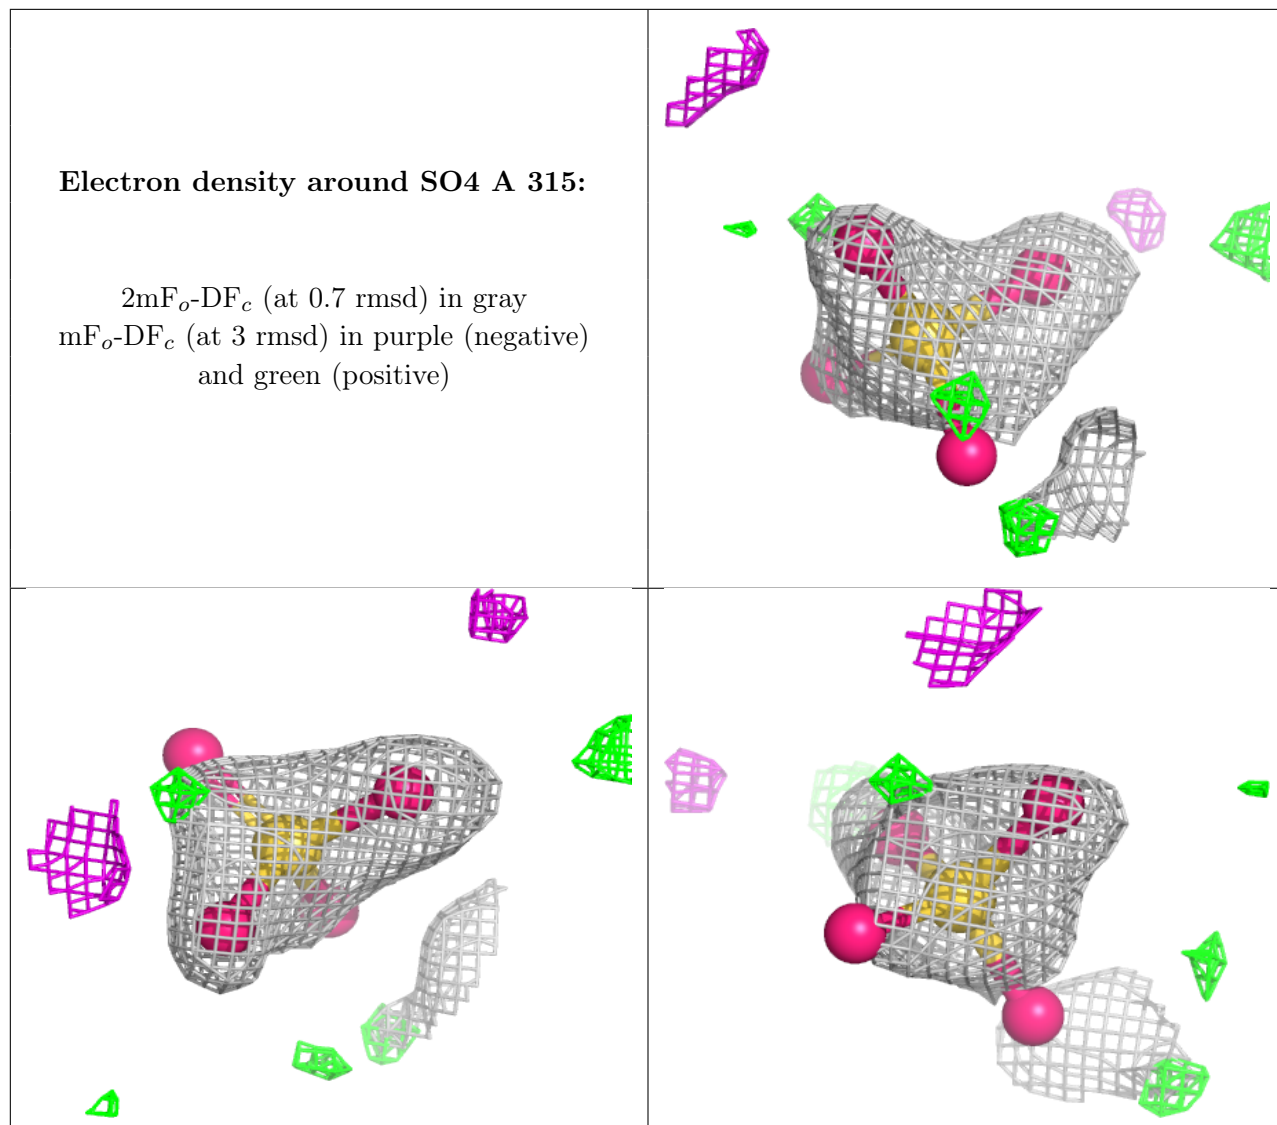 Electron density around SO4 A 315:
2mFo-DFc (at 0.7 rmsd) in gray
mFo-DFc (at 3 rmsd) in purple (negative)
and green (positive)